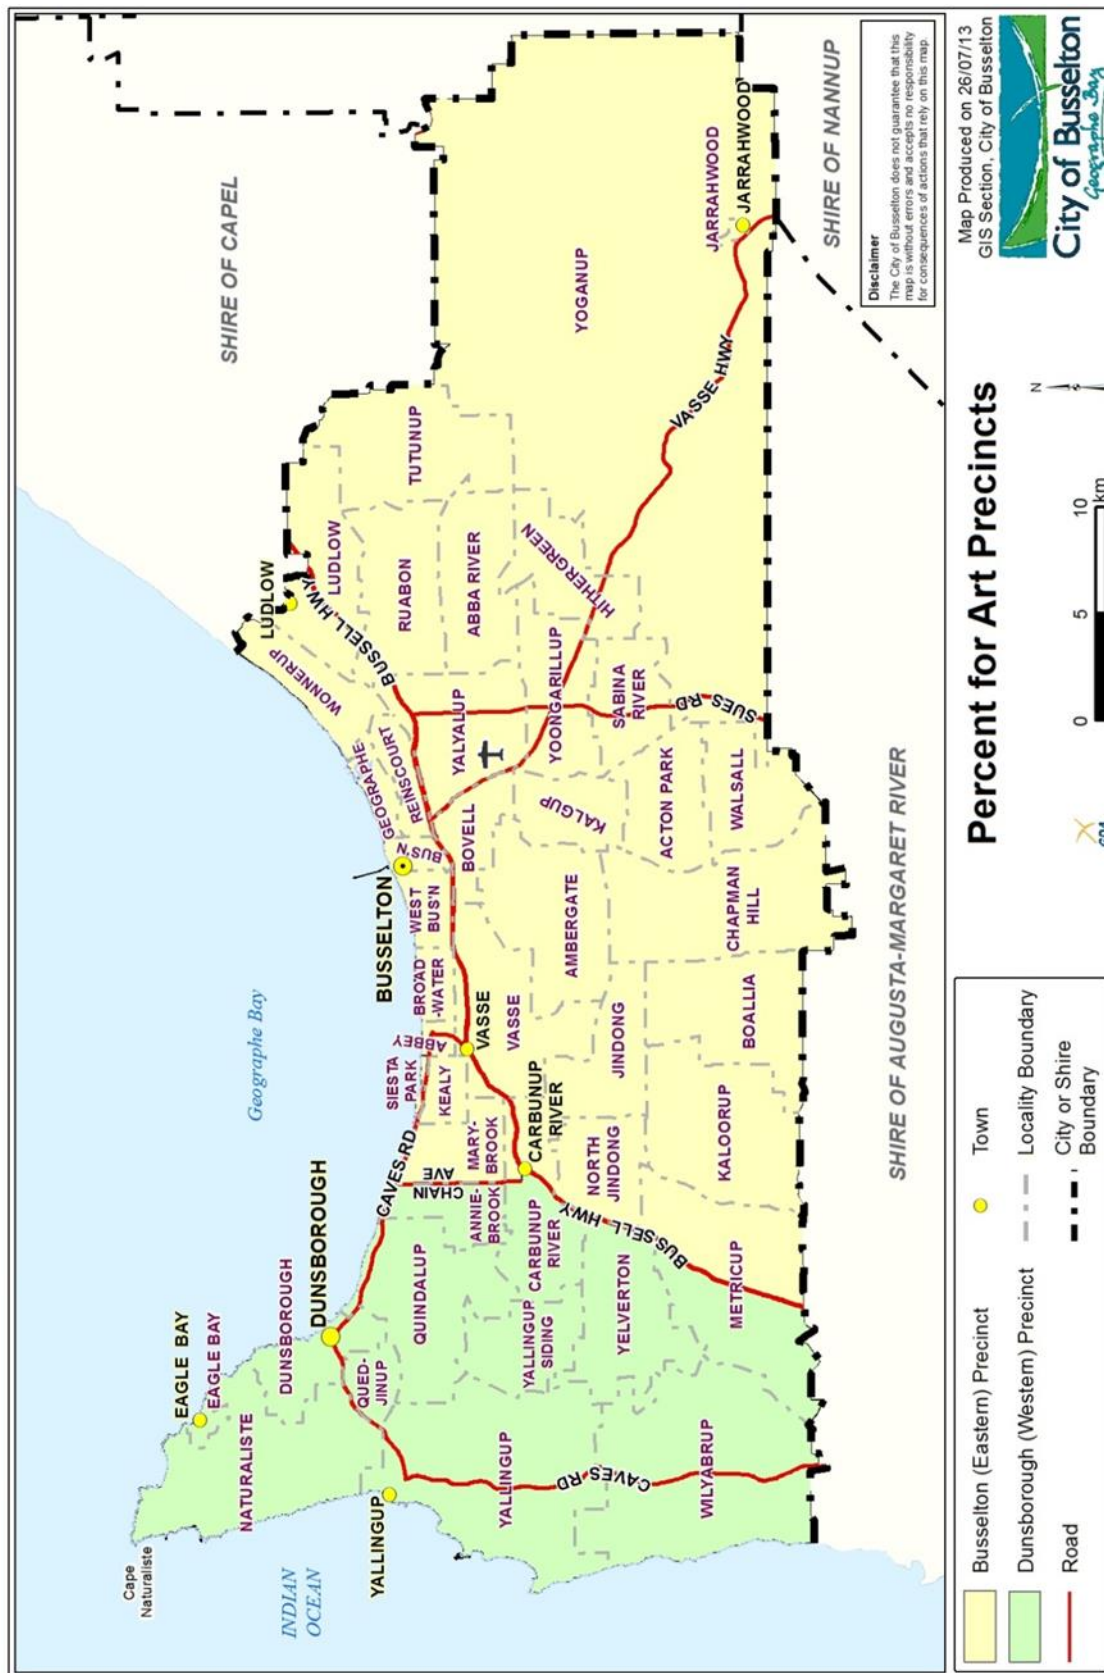 Cape
Naturaliste
INDIAN
OCEAN
Geographe Bay
EAGLE BAY
EAGLE BAY
NATURALISTE
DUNSBOROUGH
DUNSBOROUGH
QUED-
JINUP
YALLINGUP
YALLINGUP
QUINDALUP
CAVES RD
CHAIN
AVE
ANNIE-
BROOK
MARY-
BROOK
SIESTA
PARK
KEALY
ABBEY
BROAD
-WATER
WEST
BUS'N
BUSSELTON
BUS'N
GEOGRAPHE
REINSCOURT
WONNERUP
LUDLOW
LUDLOW
BUSSELL HWY
TUTUNUP
RUABON
ABBA RIVER
YALYALUP
BOVELL
VASSE
VASSE
CARBUNUP
RIVER
CARBUNUP
RIVER
YALLINGUP
SIDING
YELVERTON
BUSSELL HWY
NORTH
JINDONG
JINDONG
AMBERGATE
KALGUP
YOONGARILLUP
HITHERGREEN
SABINA
RIVER
SUES RD
ACTON PARK
WALSALL
CHAPMAN
HILL
BOALLIA
KALOORUP
METRICUP
CAVES RD
WILYABRUP
YOGANUP
VASSE HWY
JARRAHWOOD
JARRAHWOOD
SHIRE OF CAPEL
SHIRE OF NANNUP
SHIRE OF AUGUSTA-MARGARET RIVER
Disclaimer
The City of Busselton does not guarantee that this
map is without errors and accepts no responsibility
for consequences of actions that rely on this map.
Busselton (Eastern) Precinct
Dunsborough (Western) Precinct
Road
Town
Locality Boundary
City or Shire
Boundary
Percent for Art Precincts
0 5 10
km
N
Map Produced on 26/07/13
GIS Section, City of Busselton
City of Busselton
Geographe Bay